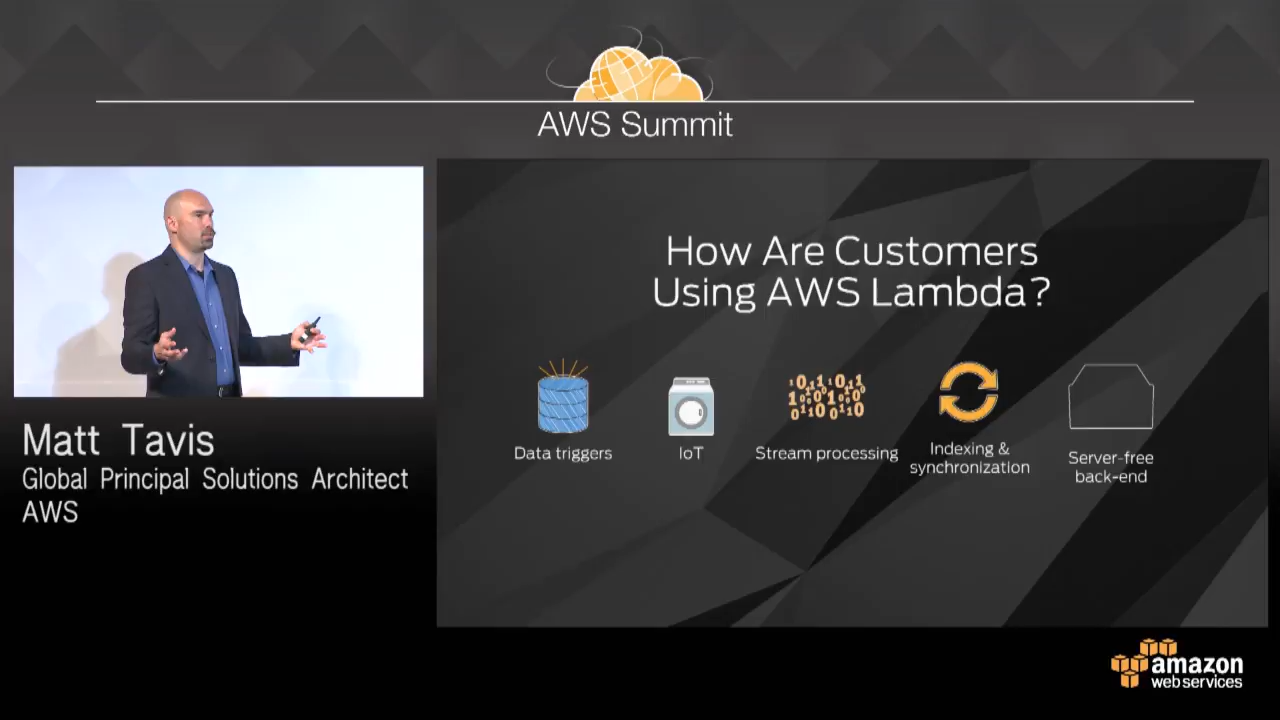 AWS Summit
How Are Customers
Using AWS Lambda?
Data triggers
IoT
Stream processing
Indexing &
synchronization
Server-free
back-end
Matt Tavis
Global Principal Solutions Architect
AWS
amazon
web services